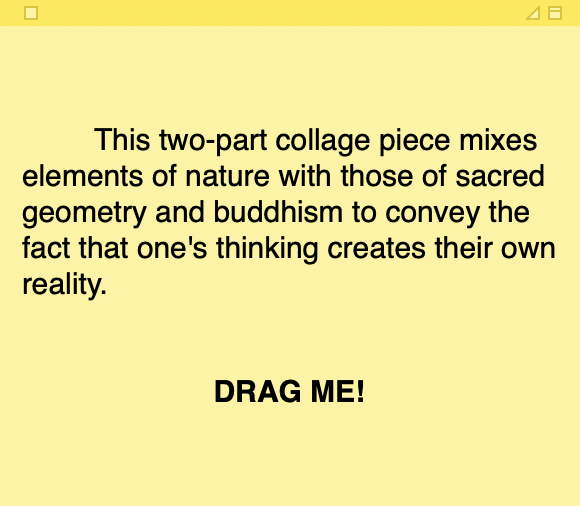 This two-part collage piece mixes
elements of nature with those of sacred
geometry and buddhism to convey the
fact that one's thinking creates their own
reality.
DRAG ME!